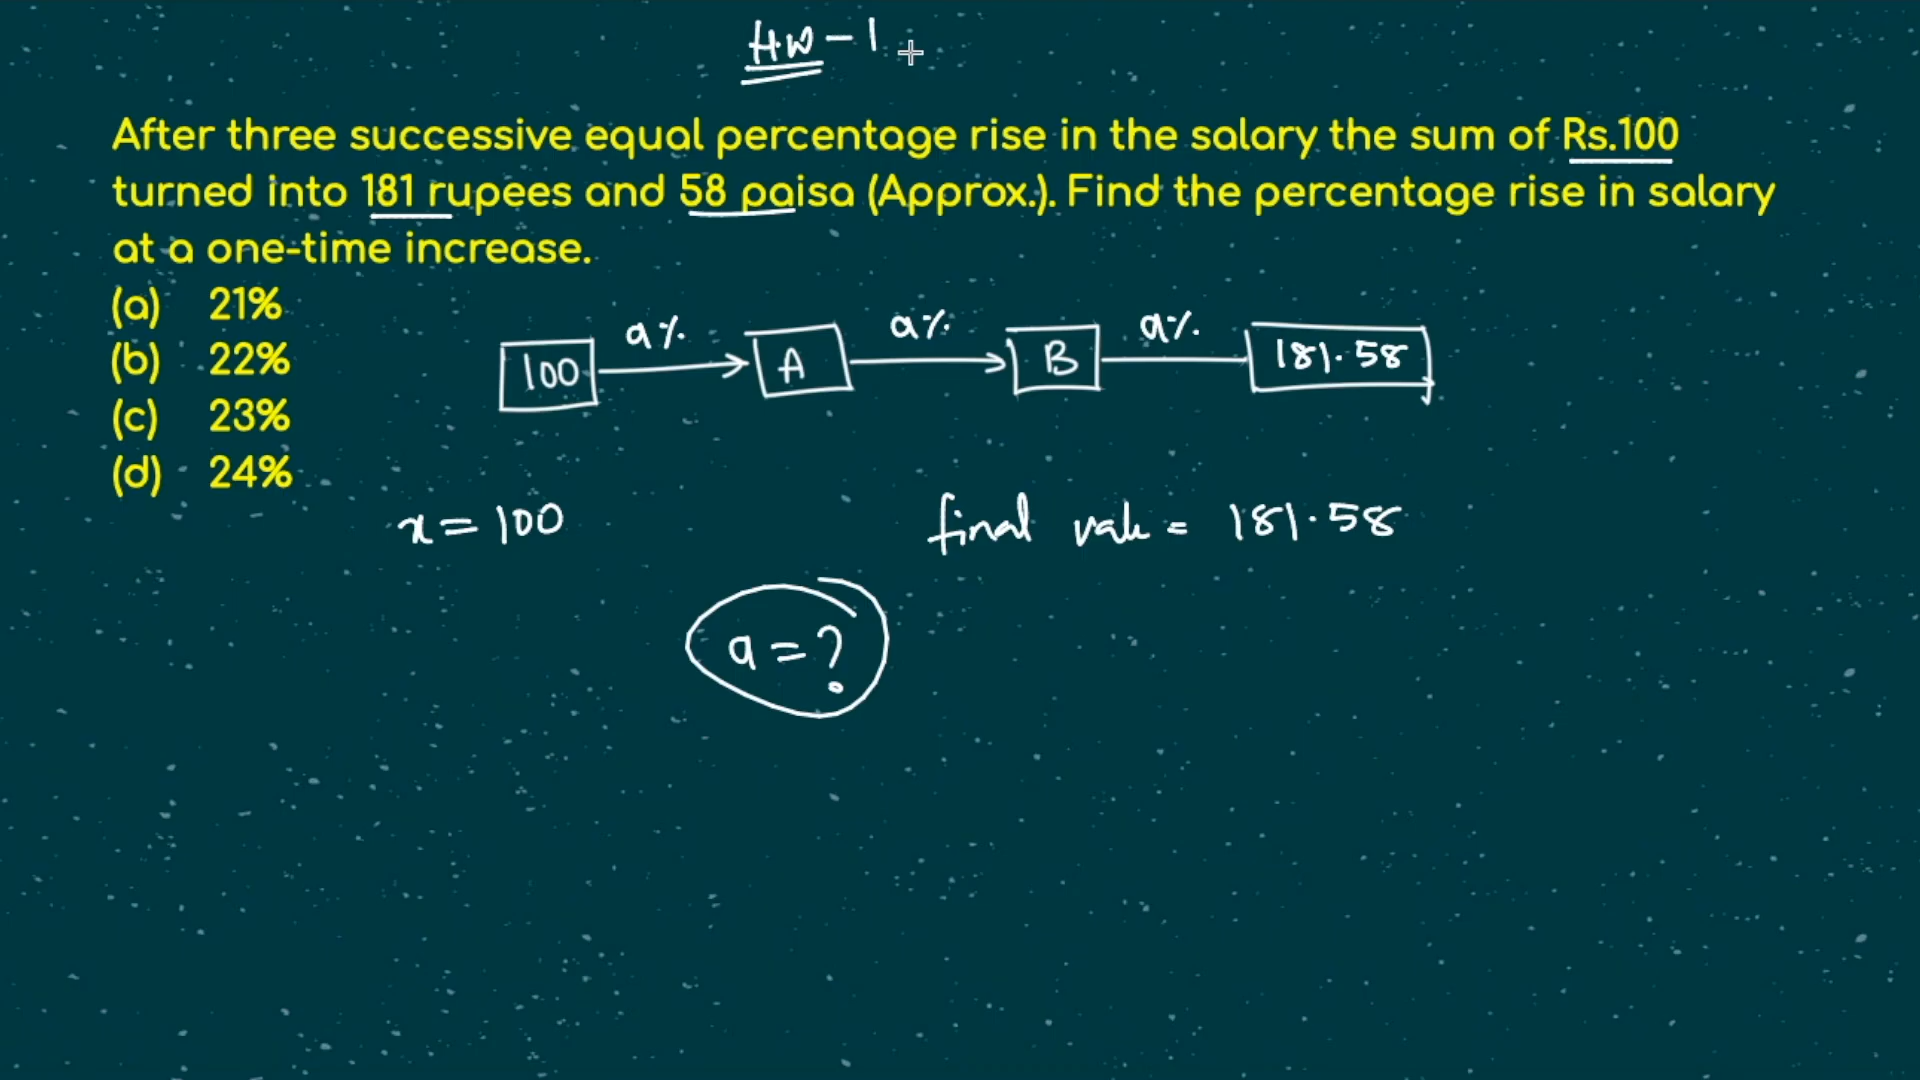 H.W - 1
After three successive equal percentage rise in the salary the sum of Rs.100
turned into 181 rupees and 58 paisa (Approx.). Find the percentage rise in salary
at a one-time increase.
(a) 21%
(b) 22%
(c) 23%
(d) 24%
100 a% A a% B a% 181.58
x = 100 final = 181.58
a = ?